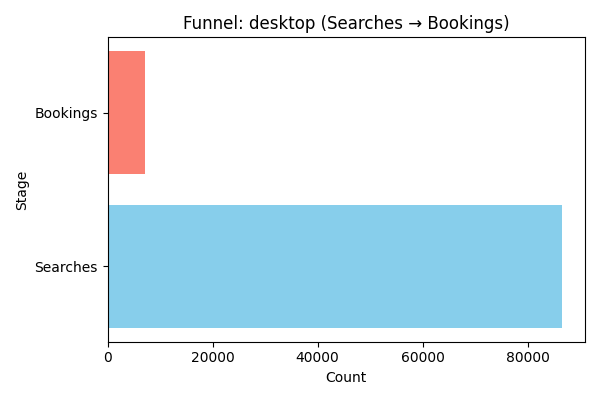 Funnel: desktop (Searches → Bookings)
Stage
Bookings
Searches
0 20000 40000 60000 80000
Count